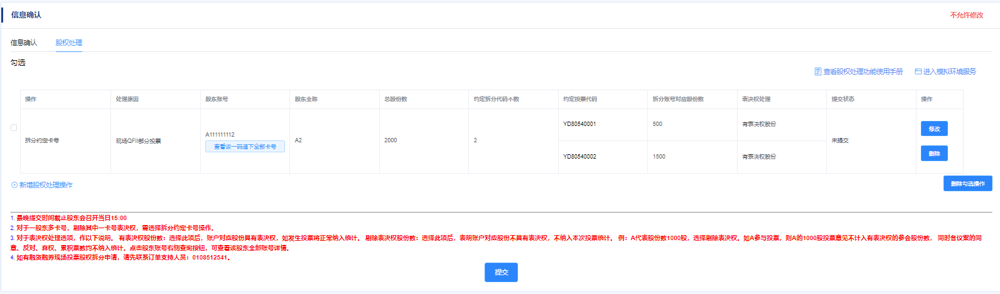 信息确认
不允许修改
信息确认 股权处理
勾选
查看股权处理功能使用手册 进入模拟环境服务
操作 处理原因 股东账号 股东全称 总股份数 约定拆分代码个数 约定投票代码 拆分账号对应股份数 表决权处理 提交状态 操作
拆分约定卡号 现场QFII部分投票 A111111112 A2 2000 2 YD80540001 500 有表决权股份 未提交 修改
查看该一码通下全部卡号
YD80540002 1500 有表决权股份 删除
新增股权处理操作
删除勾选操作
1. 最晚提交时间截止股东会召开当日15:00
2. 对于一股东多卡号，剔除其中一卡号表决权，需选择拆分约定卡号操作。
3. 对于表决权处理选项，作以下说明。 有表决权股份数：选择此项后，账户对应股份具有表决权，如发生投票将正常纳入统计。 剔除表决权股份数：选择此项后，表明账户对应股份不具有表决权，不纳入本次投票统计。 例：A代表股份数1000股，选择剔除表决权。如A参与投票，则A的1000股投票意见不计入有表决权的参会股份数， 同时各议案的同
意、反对、弃权、累积票数均不纳入统计。点击股东账号右侧查询按钮，可查看该股东全部账号详情。
4. 如有融资融券现场投票股权拆分申请，请先联系订单支持人员：0108512541。
提交